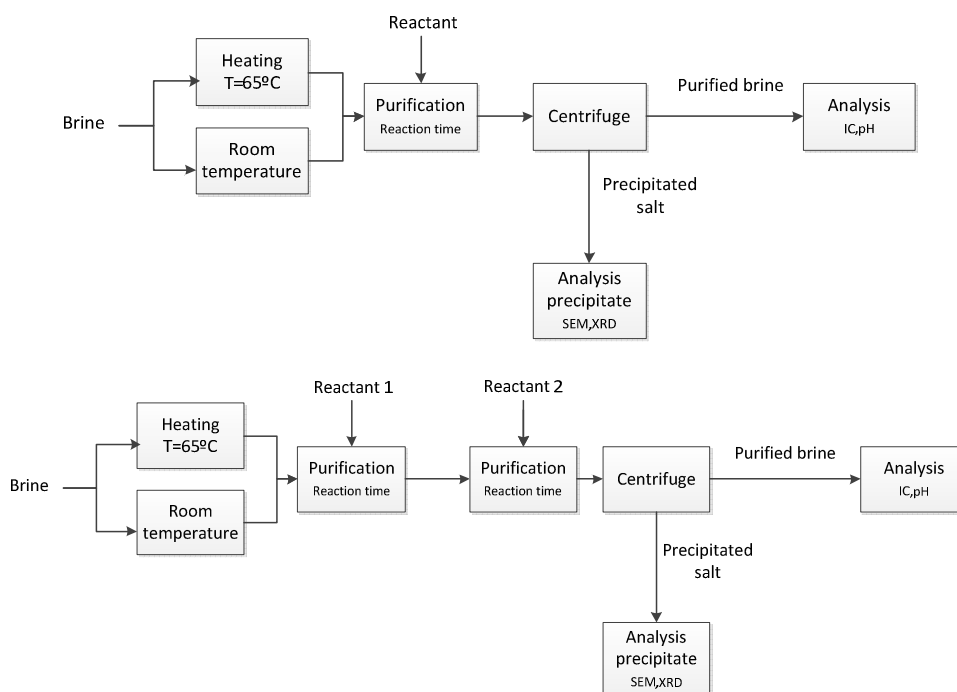 Reactant
Heating
T=65ºC
Purification
Reaction time
Purified brine
Analysis
IC,pH
Brine
Centrifuge
Room
temperature
Precipitated
salt
Analysis
precipitate
SEM,XRD
Reactant 1
Reactant 2
Heating
T=65ºC
Purification
Reaction time
Purification
Reaction time
Centrifuge
Purified brine
Analysis
IC,pH
Brine
Room
temperature
Precipitated
salt
Analysis
precipitate
SEM,XRD